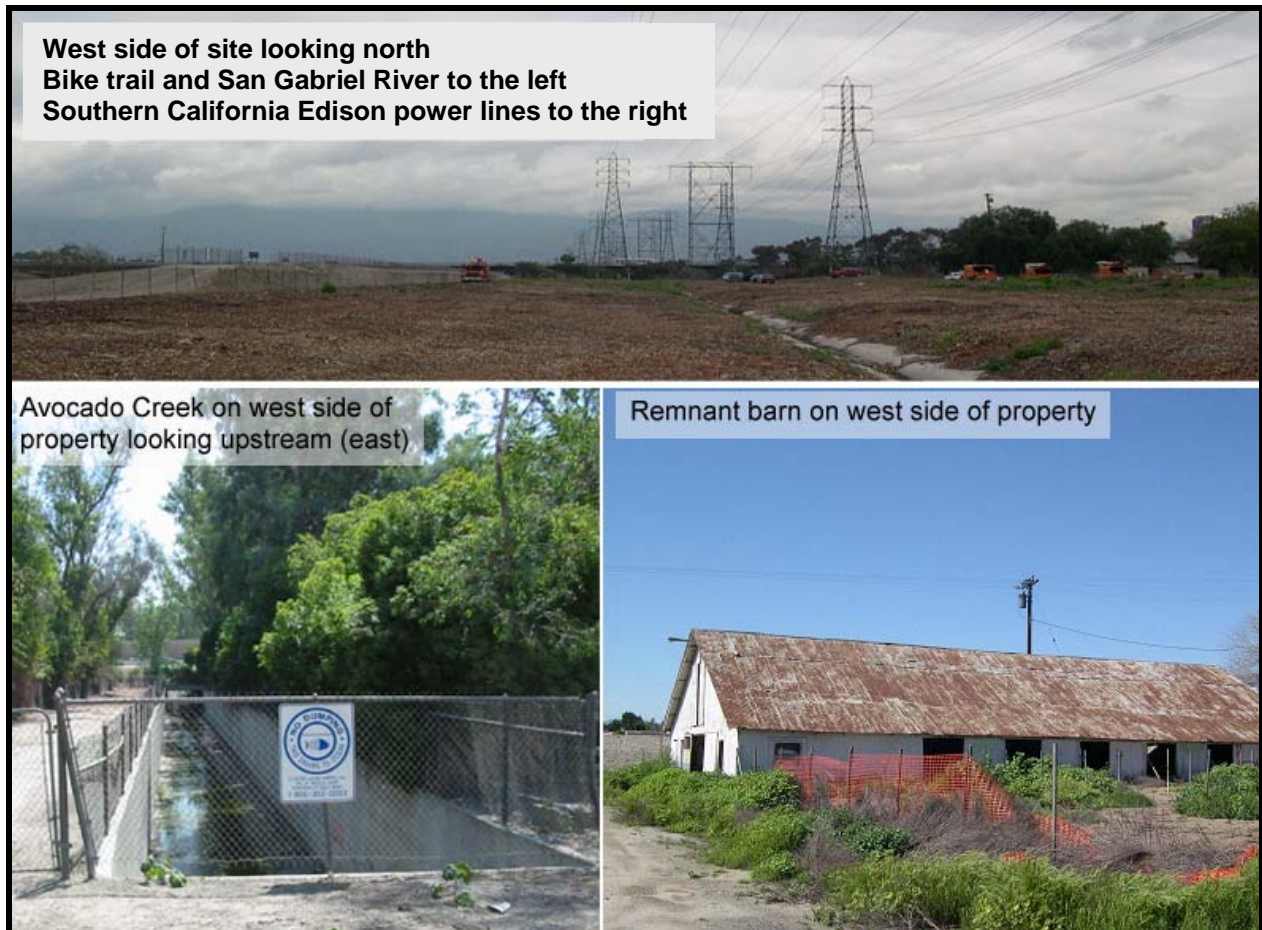 West side of site looking north
Bike trail and San Gabriel River to the left
Southern California Edison power lines to the right
Avocado Creek on west side of
property looking upstream (east)
Remnant barn on west side of property
NO DUMPING